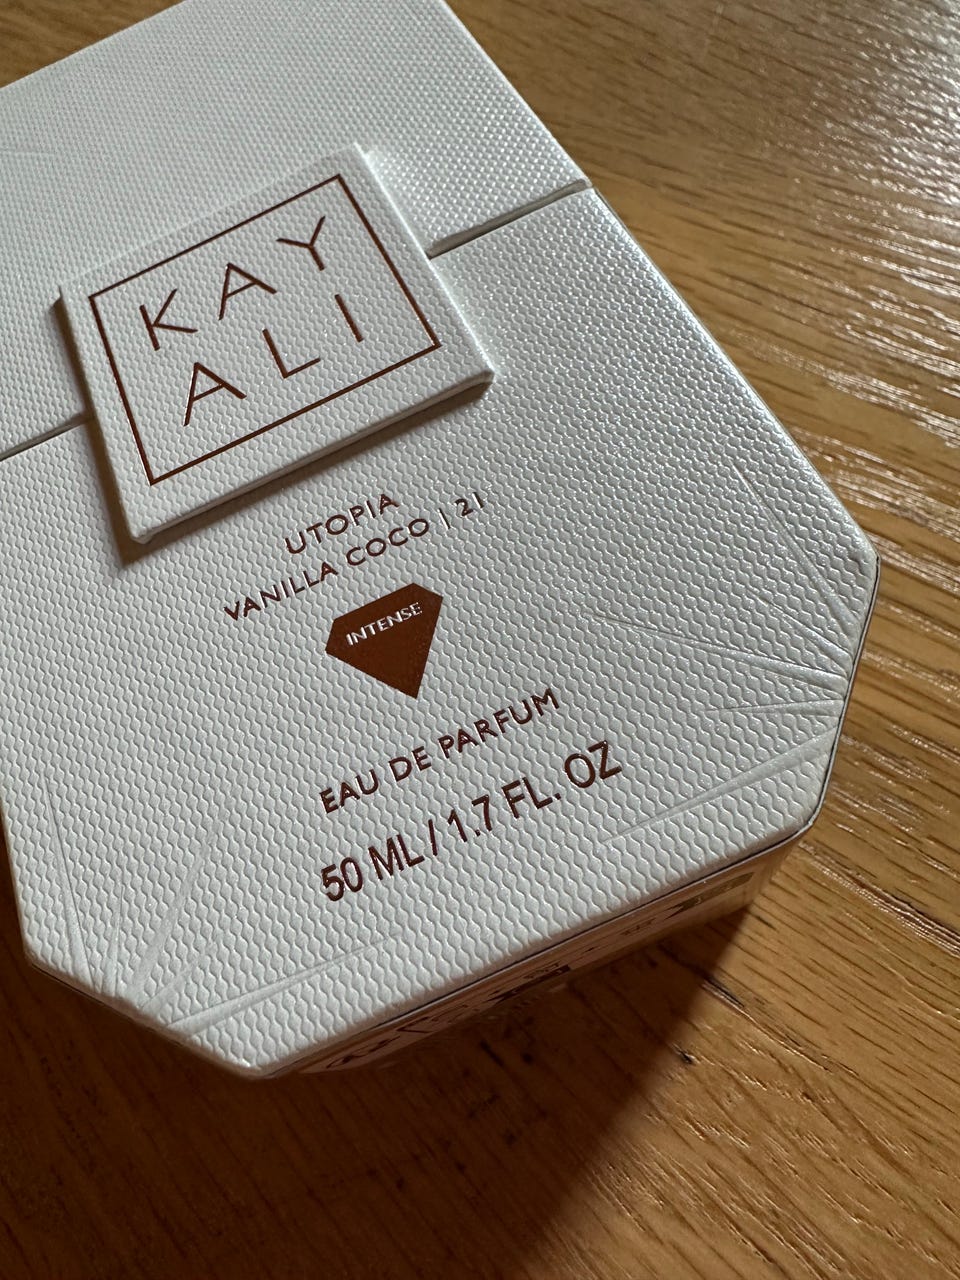 KAY
ALI
UTOPIA
VANILLA COCO | 21
INTENSE
EAU DE PARFUM
50 ML / 1.7 FL. OZ